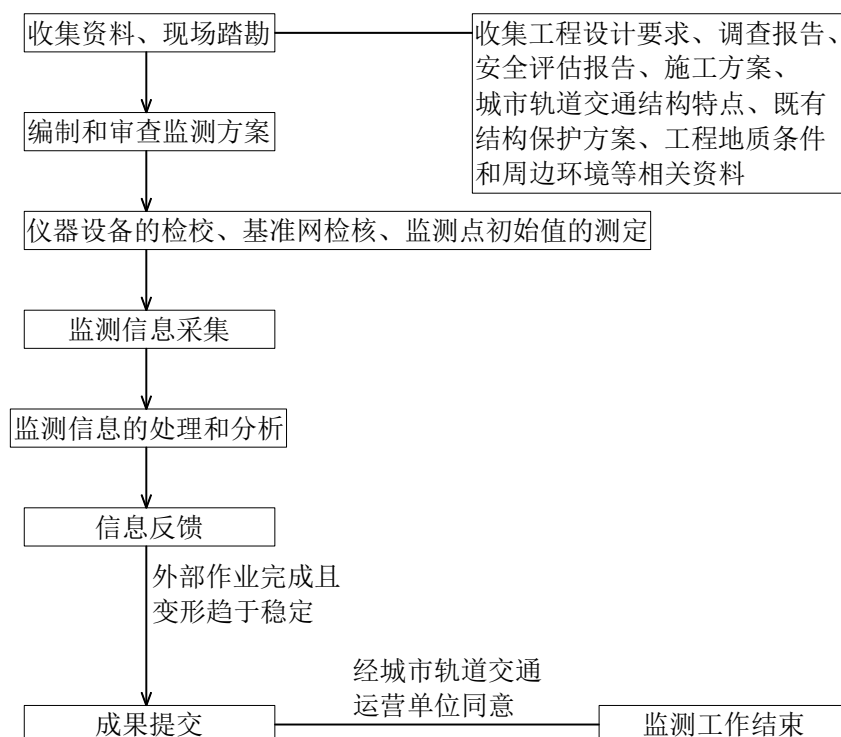 收集资料、现场踏勘
收集工程设计要求、调查报告、
安全评估报告、施工方案、
城市轨道交通结构特点、既有
结构保护方案、工程地质条件
和周边环境等相关资料
编制和审查监测方案
仪器设备的检校、基准网检核、监测点初始值的测定
监测信息采集
监测信息的处理和分析
信息反馈
外部作业完成且
变形趋于稳定
成果提交
经城市轨道交通
运营单位同意
监测工作结束